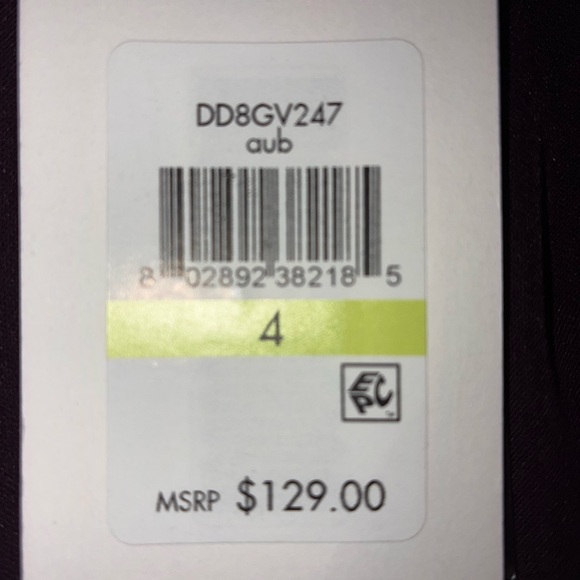 DD8GV247
aub
8 02892 38218 5
4
EPC
MSRP $129.00